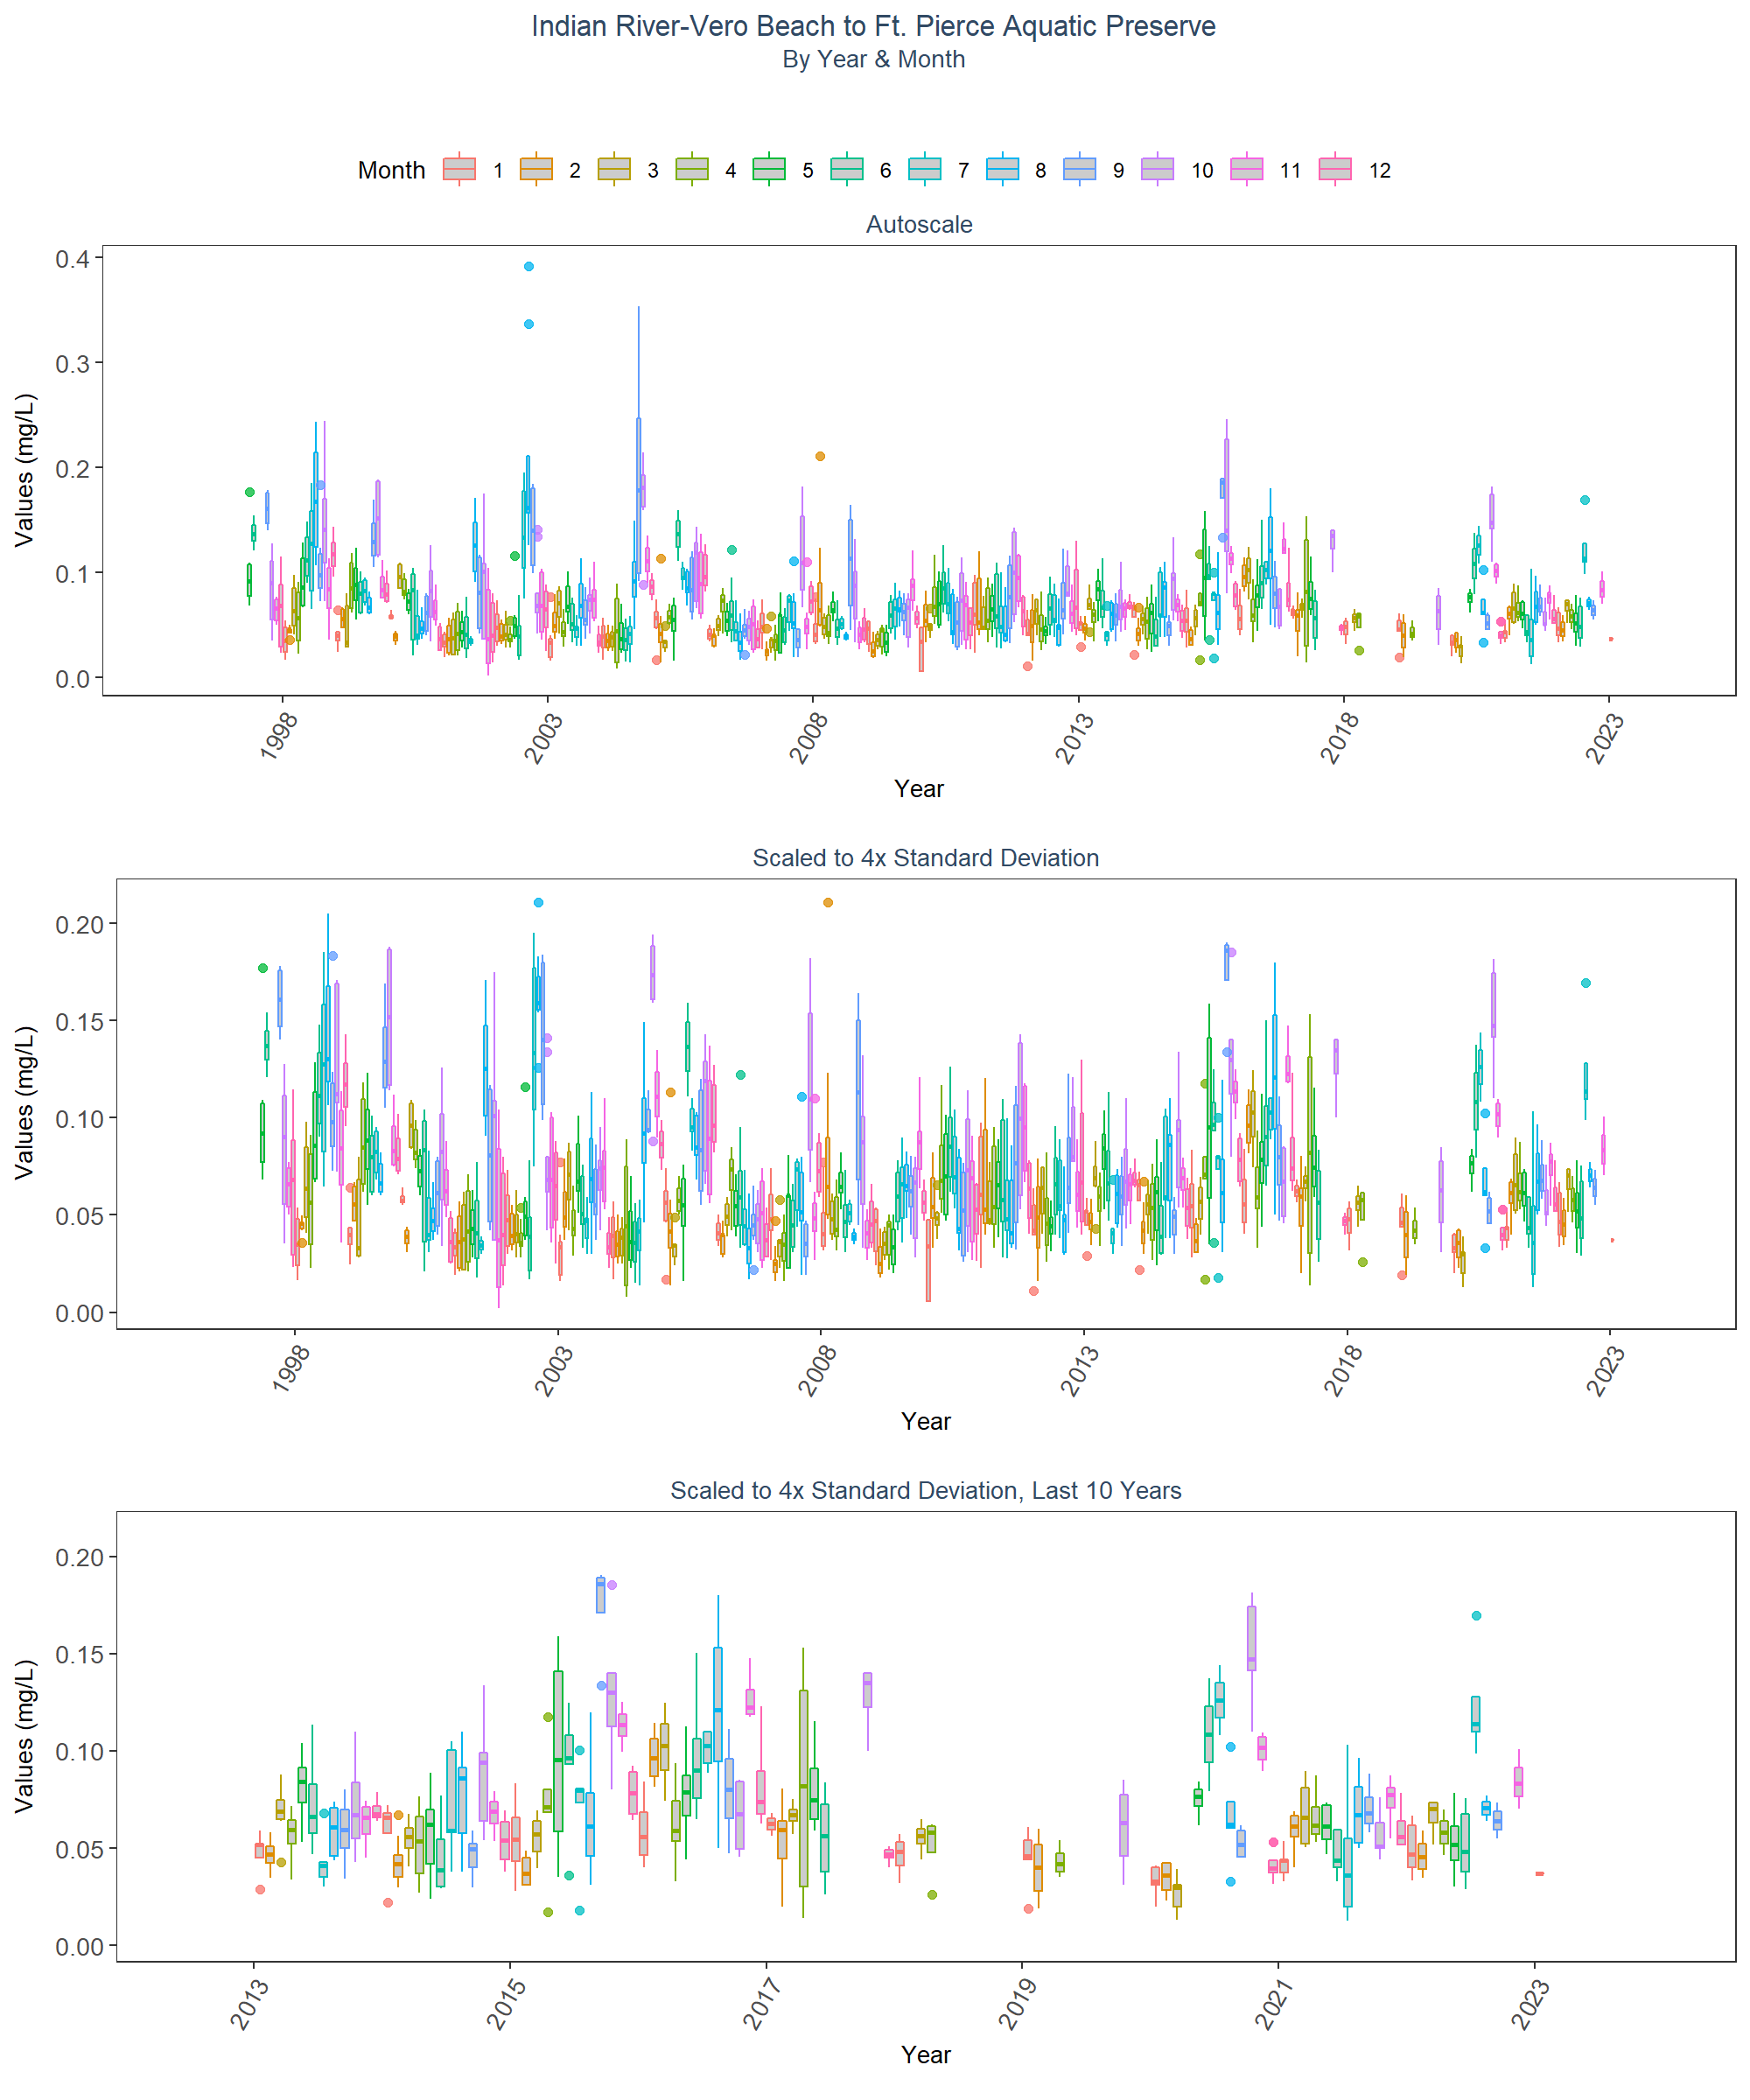 Indian River-Vero Beach to Ft. Pierce Aquatic Preserve
By Year & Month
Month 1 2 3 4 5 6 7 8 9 10 11 12
Autoscale
Values (mg/L)
0.4
0.3
0.2
0.1
0.0
1998 2003 2008 2013 2018 2023
Year
Scaled to 4x Standard Deviation
Values (mg/L)
0.20
0.15
0.10
0.05
0.00
1998 2003 2008 2013 2018 2023
Year
Scaled to 4x Standard Deviation, Last 10 Years
Values (mg/L)
0.20
0.15
0.10
0.05
0.00
2013 2015 2017 2019 2021 2023
Year